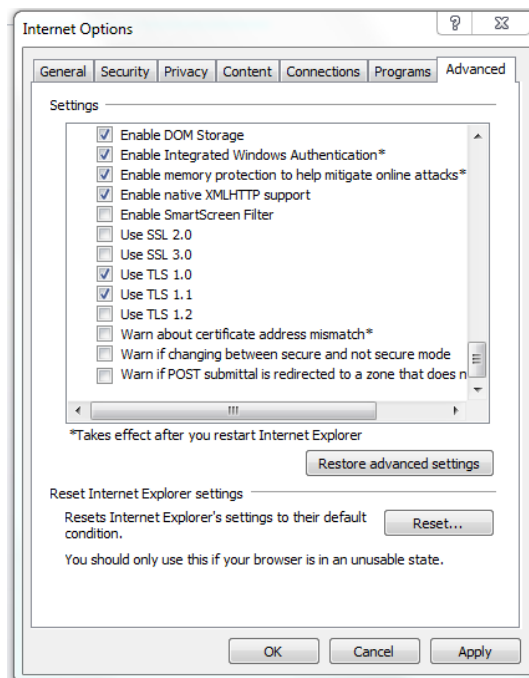 Internet Options
General Security Privacy Content Connections Programs Advanced
Settings
Enable DOM Storage
Enable Integrated Windows Authentication*
Enable memory protection to help mitigate online attacks*
Enable native XMLHTTP support
Enable SmartScreen Filter
Use SSL 2.0
Use SSL 3.0
Use TLS 1.0
Use TLS 1.1
Use TLS 1.2
Warn about certificate address mismatch*
Warn if changing between secure and not secure mode
Warn if POST submittal is redirected to a zone that does n
*Takes effect after you restart Internet Explorer
Restore advanced settings
Reset Internet Explorer settings
Resets Internet Explorer's settings to their default
condition.
Reset...
You should only use this if your browser is in an unusable state.
OK Cancel Apply